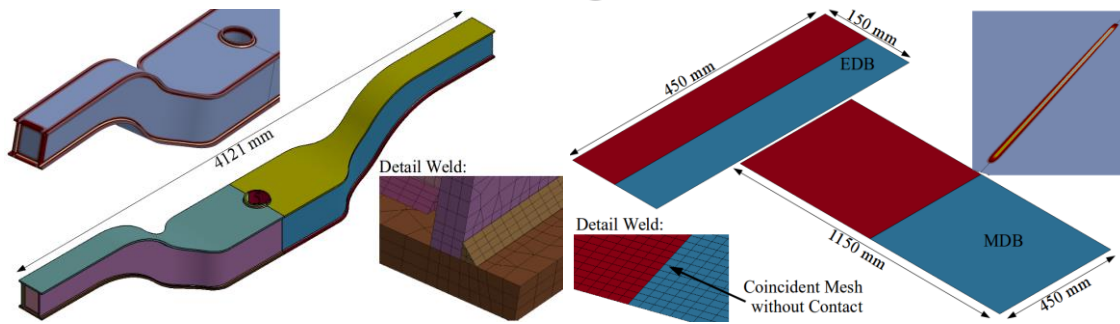 4121 mm
Detail Weld:
450 mm
150 mm
EDB
1150 mm
MDB
450 mm
Detail Weld:
Coincident Mesh
without Contact